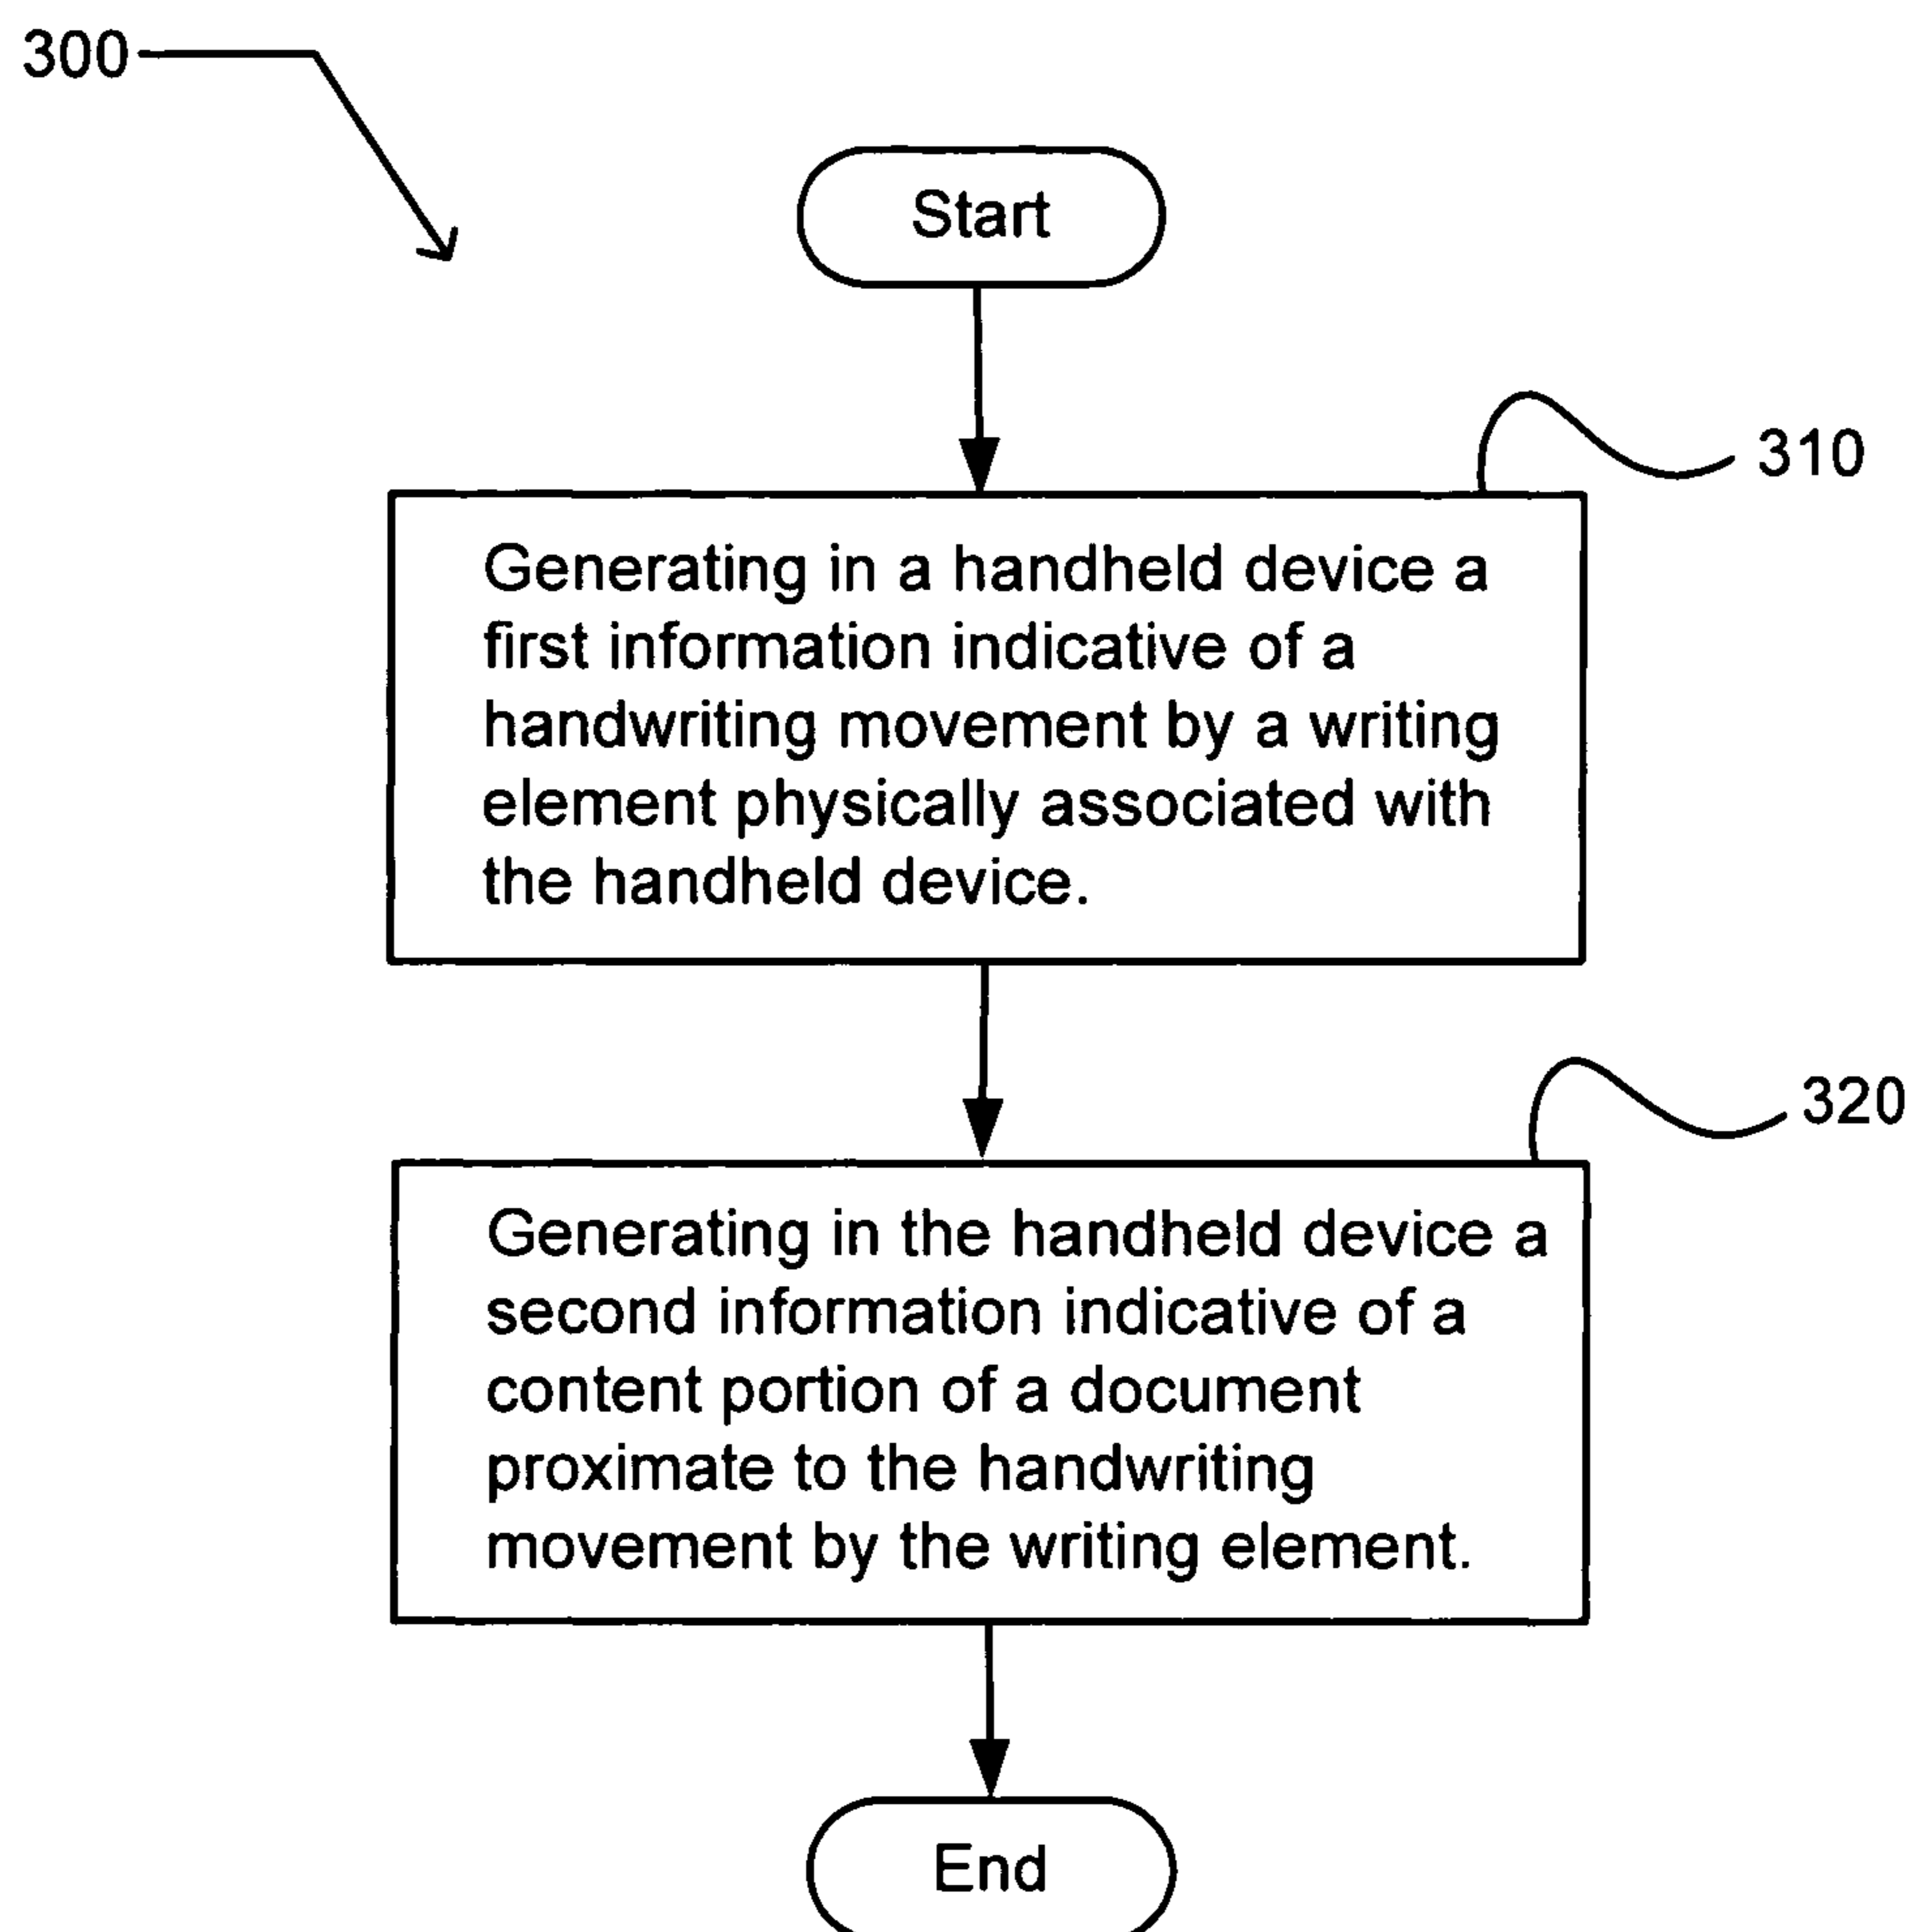 300
Start
310
Generating in a handheld device a
first information indicative of a
handwriting movement by a writing
element physically associated with
the handheld device.
320
Generating in the handheld device a
second information indicative of a
content portion of a document
proximate to the handwriting
movement by the writing element.
End